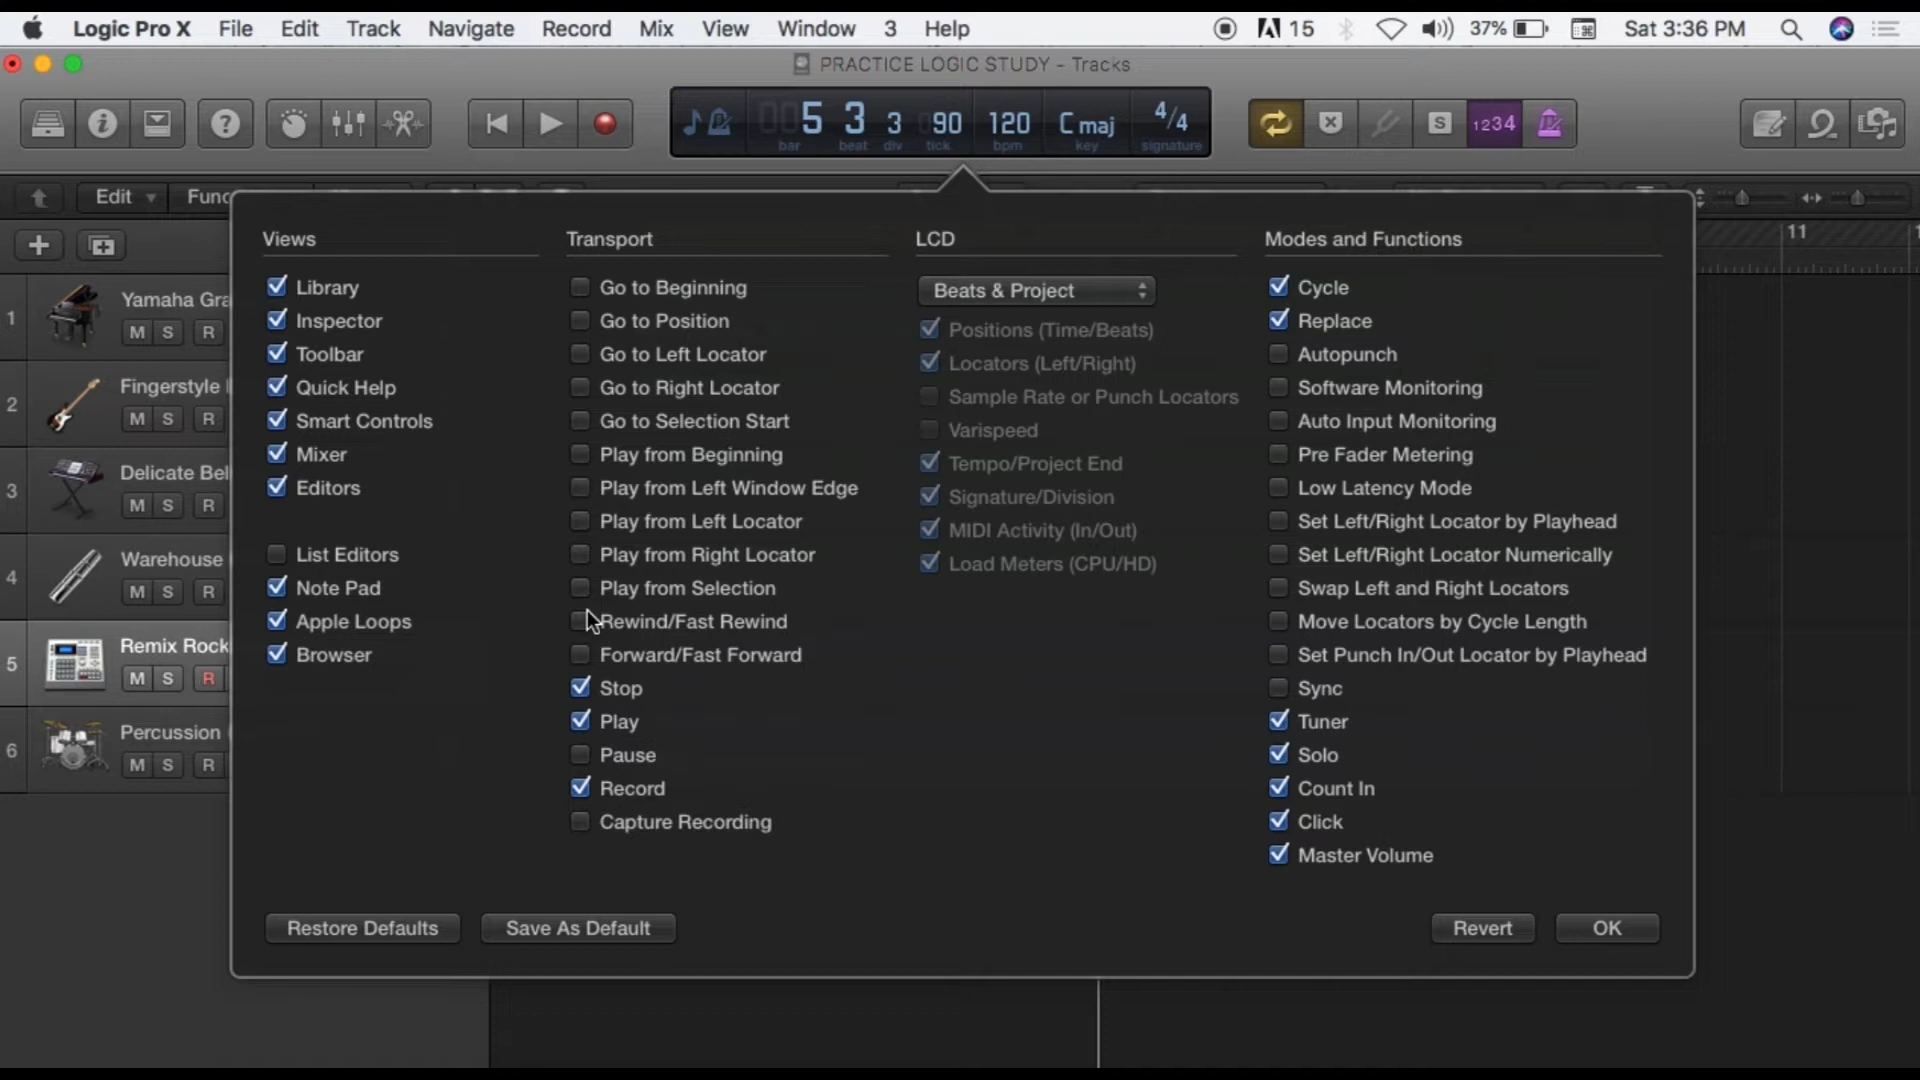 Logic Pro X File Edit Track Navigate Record Mix View Window 3 Help 15 37% Sat 3:36 PM
PRACTICE LOGIC STUDY - Tracks
5 3 3 90 120 C maj 4/4
bar beat div tick bpm key signature
S 1234
Edit Func
11
Views
Library
Inspector
Toolbar
Quick Help
Smart Controls
Mixer
Editors
List Editors
Note Pad
Apple Loops
Browser
Transport
Go to Beginning
Go to Position
Go to Left Locator
Go to Right Locator
Go to Selection Start
Play from Beginning
Play from Left Window Edge
Play from Left Locator
Play from Right Locator
Play from Selection
Rewind/Fast Rewind
Forward/Fast Forward
Stop
Play
Pause
Record
Capture Recording
LCD
Beats & Project
Positions (Time/Beats)
Locators (Left/Right)
Sample Rate or Punch Locators
Varispeed
Tempo/Project End
Signature/Division
MIDI Activity (In/Out)
Load Meters (CPU/HD)
Modes and Functions
Cycle
Replace
Autopunch
Software Monitoring
Auto Input Monitoring
Pre Fader Metering
Low Latency Mode
Set Left/Right Locator by Playhead
Set Left/Right Locator Numerically
Swap Left and Right Locators
Move Locators by Cycle Length
Set Punch In/Out Locator by Playhead
Sync
Tuner
Solo
Count In
Click
Master Volume
Restore Defaults Save As Default Revert OK
1 Yamaha Gra
M S R
2 Fingerstyle
M S R
3 Delicate Bel
M S R
4 Warehouse
M S R
5 Remix Rock
M S R
6 Percussion
M S R